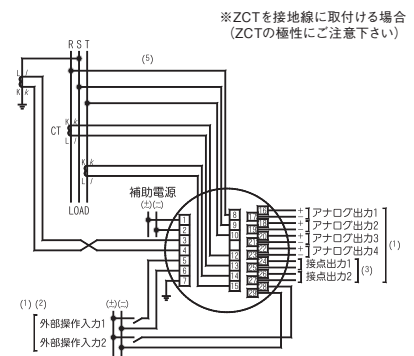 ※ZCTを接地線に取付ける場合
(ZCTの極性にご注意下さい)
R S T
(5)
L l
K k
CT
K k
L l
K k
L l
LOAD
補助電源
(±)(=)
1
2
3
4
5
6
7
8
9
10
12
13
14
15
アナログ出力1
アナログ出力2
アナログ出力3
アナログ出力4
接点出力1
接点出力2
(1)
(3)
(1) (2)
(±)(=)
外部操作入力1
外部操作入力2